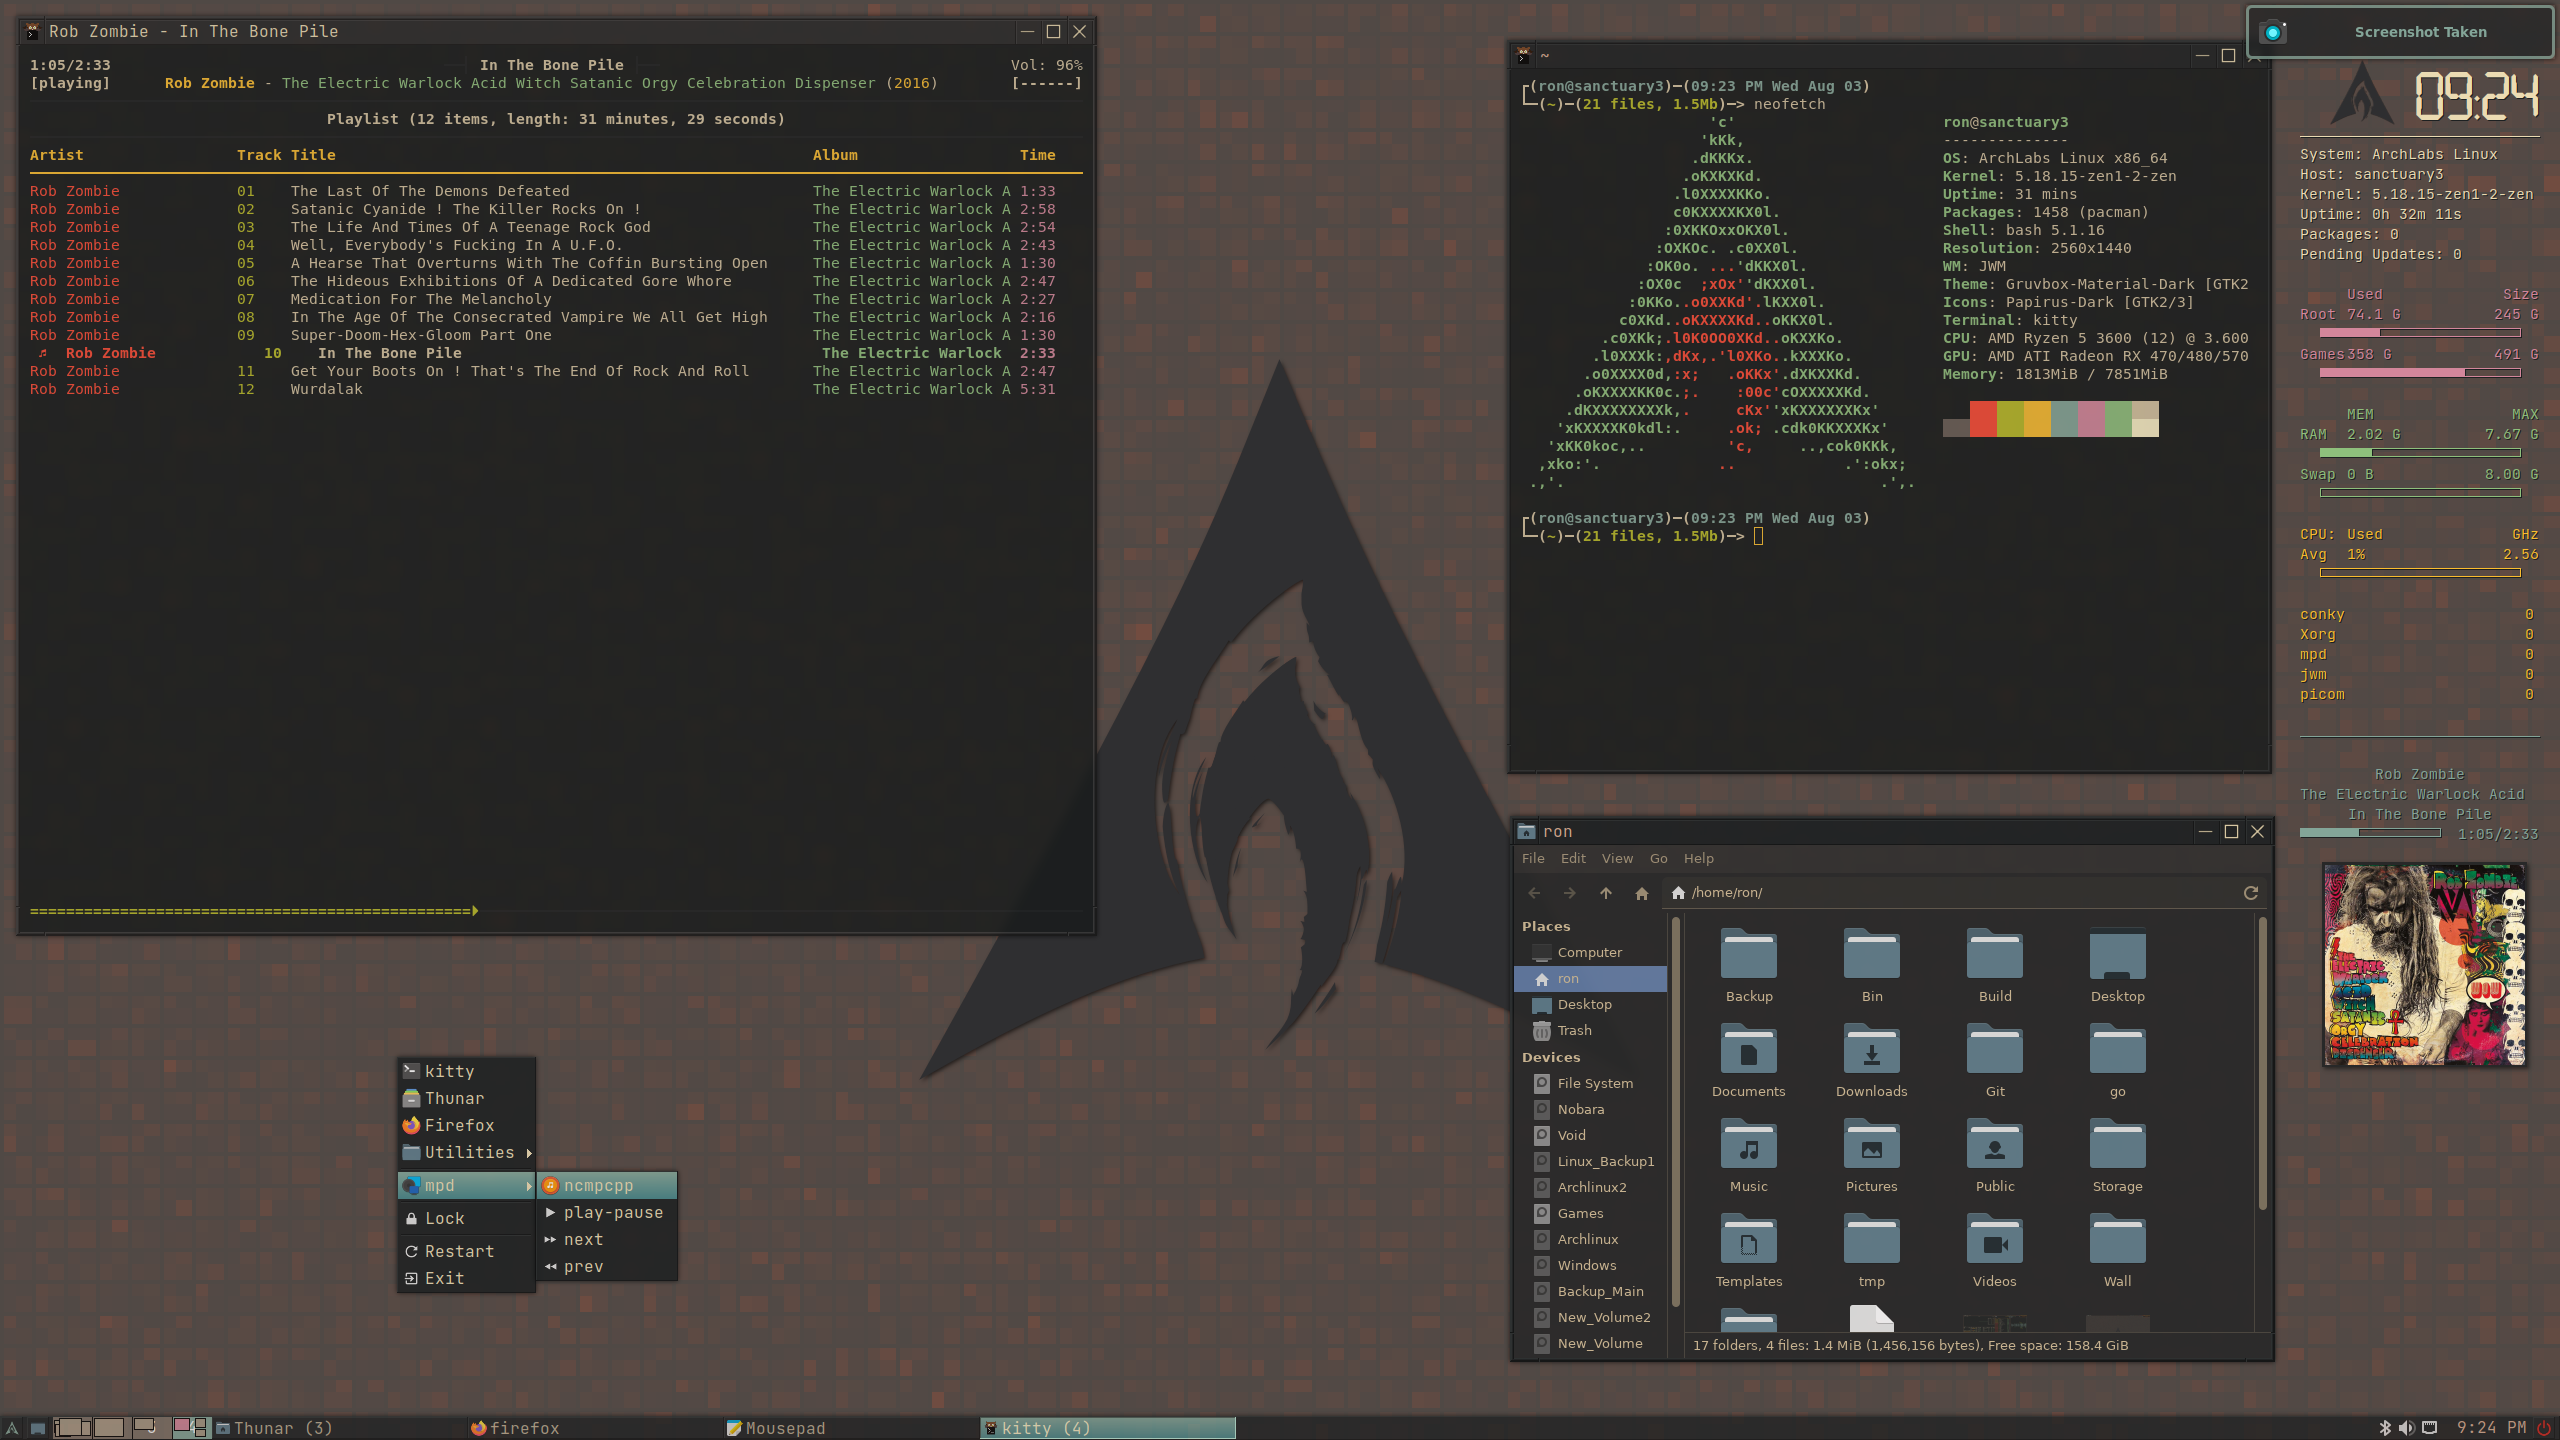 Rob Zombie - In The Bone Pile
1:05/2:33 In The Bone Pile Vol: 96%
[playing] Rob Zombie - The Electric Warlock Acid Witch Satanic Orgy Celebration Dispenser (2016) [------]
Playlist (12 items, length: 31 minutes, 29 seconds)
Artist Track Title Album Time
Rob Zombie 01 The Last Of The Demons Defeated The Electric Warlock A 1:33
Rob Zombie 02 Satanic Cyanide ! The Killer Rocks On ! The Electric Warlock A 2:58
Rob Zombie 03 The Life And Times Of A Teenage Rock God The Electric Warlock A 2:54
Rob Zombie 04 Well, Everybody's Fucking In A U.F.O. The Electric Warlock A 2:43
Rob Zombie 05 A Hearse That Overturns With The Coffin Bursting Open The Electric Warlock A 1:30
Rob Zombie 06 The Hideous Exhibitions Of A Dedicated Gore Whore The Electric Warlock A 2:47
Rob Zombie 07 Medication For The Melancholy The Electric Warlock A 2:27
Rob Zombie 08 In The Age Of The Consecrated Vampire We All Get High The Electric Warlock A 2:16
Rob Zombie 09 Super-Doom-Hex-Gloom Part One The Electric Warlock A 1:30
♬ Rob Zombie 10 In The Bone Pile The Electric Warlock 2:33
Rob Zombie 11 Get Your Boots On ! That's The End Of Rock And Roll The Electric Warlock A 2:47
Rob Zombie 12 Wurdalak The Electric Warlock A 5:31
~
┌(ron@sanctuary3)─(09:23 PM Wed Aug 03)
└─(~)─(21 files, 1.5Mb)─> neofetch
ron@sanctuary3
--------------
OS: ArchLabs Linux x86_64
Kernel: 5.18.15-zen1-2-zen
Uptime: 31 mins
Packages: 1458 (pacman)
Shell: bash 5.1.16
Resolution: 2560x1440
WM: JWM
Theme: Gruvbox-Material-Dark [GTK2
Icons: Papirus-Dark [GTK2/3]
Terminal: kitty
CPU: AMD Ryzen 5 3600 (12) @ 3.600
GPU: AMD ATI Radeon RX 470/480/570
Memory: 1813MiB / 7851MiB
┌(ron@sanctuary3)─(09:23 PM Wed Aug 03)
└─(~)─(21 files, 1.5Mb)─>
Screenshot Taken
09:24
System: ArchLabs Linux
Host: sanctuary3
Kernel: 5.18.15-zen1-2-zen
Uptime: 0h 32m 11s
Packages: 0
Pending Updates: 0
Used Size
Root 74.1 G 245 G
Games 358 G 491 G
MEM MAX
RAM 2.02 G 7.67 G
Swap 0 B 8.00 G
CPU: Used GHz
Avg 1% 2.56
conky 0
Xorg 0
mpd 0
jwm 0
picom 0
Rob Zombie
The Electric Warlock Acid
In The Bone Pile
1:05/2:33
ROB ZOMBIE
THE
ELECTRIC
WARLOCK
ACID
WITCH
SATANIC
ORGY
CELEBRATION
DISPENSER
ron
File Edit View Go Help
/home/ron/
Places
Computer
ron
Desktop
Trash
Devices
File System
Nobara
Void
Linux_Backup1
Archlinux2
Games
Archlinux
Windows
Backup_Main
New_Volume2
New_Volume
Backup Bin Build Desktop
Documents Downloads Git go
Music Pictures Public Storage
Templates tmp Videos Wall
17 folders, 4 files: 1.4 MiB (1,456,156 bytes), Free space: 158.4 GiB
kitty
Thunar
Firefox
Utilities
mpd
Lock
Restart
Exit
ncmpcpp
play-pause
next
prev
Thunar (3) firefox Mousepad kitty (4) 9:24 PM